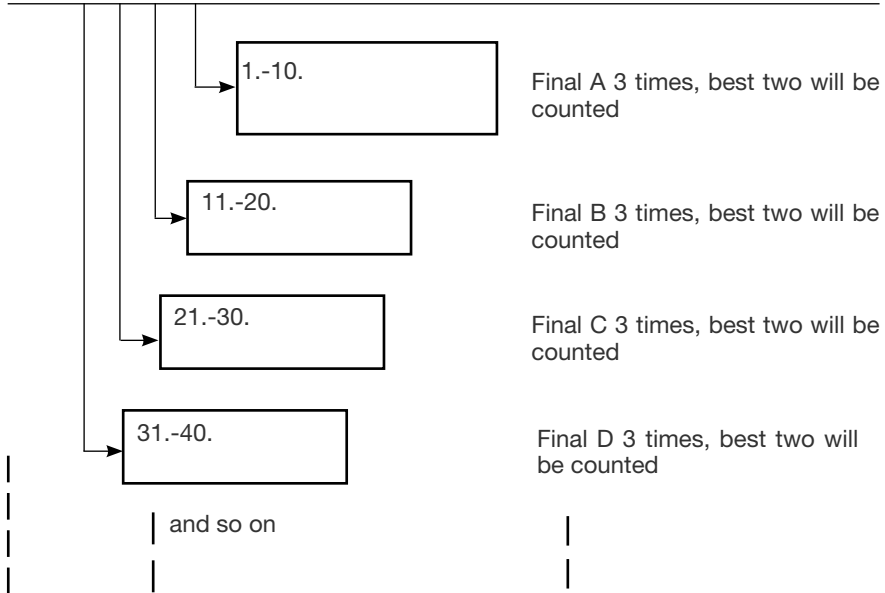 1.-10.
Final A 3 times, best two will be
counted
11.-20.
Final B 3 times, best two will be
counted
21.-30.
Final C 3 times, best two will be
counted
31.-40.
Final D 3 times, best two will
be counted
and so on